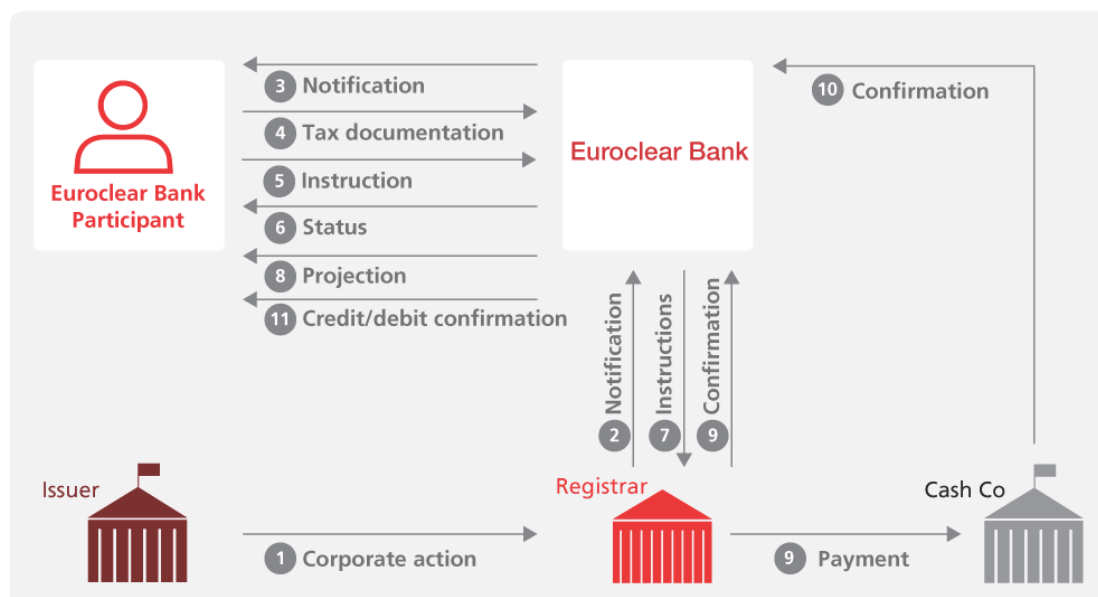 3 Notification
10 Confirmation
4 Tax documentation
Euroclear Bank
5 Instruction
Euroclear Bank
Participant
6 Status
8 Projection
11 Credit/debit confirmation
2 Notification
7 Instructions
9 Confirmation
Issuer
Registrar
Cash Co
1 Corporate action
9 Payment